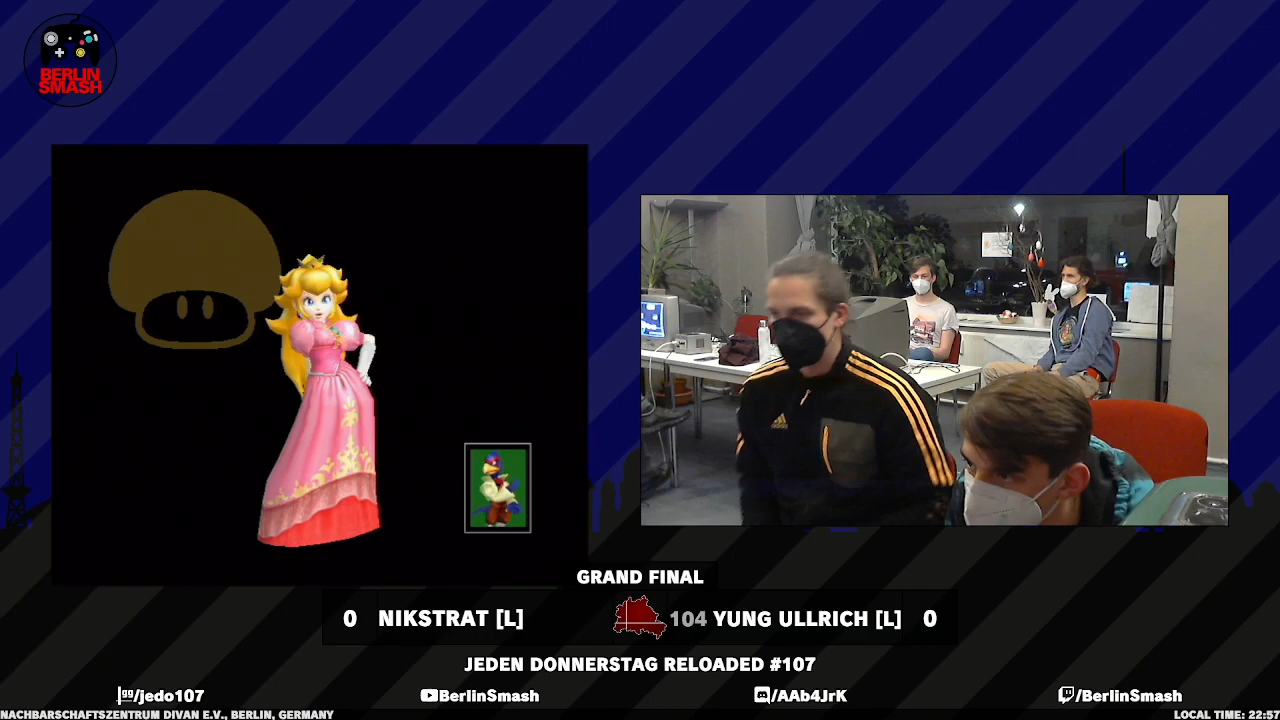 BERLIN
SMASH
GRAND FINAL
0 NIKSTRAT [L] 104 YUNG ULLRICH [L] 0
JEDEN DONNERSTAG RELOADED #107
gg/jedo107 BerlinSmash /AAb4JrK /BerlinSmash
NACHBARSCHAFTSZENTRUM DIVAN E.V., BERLIN, GERMANY LOCAL TIME: 22:57